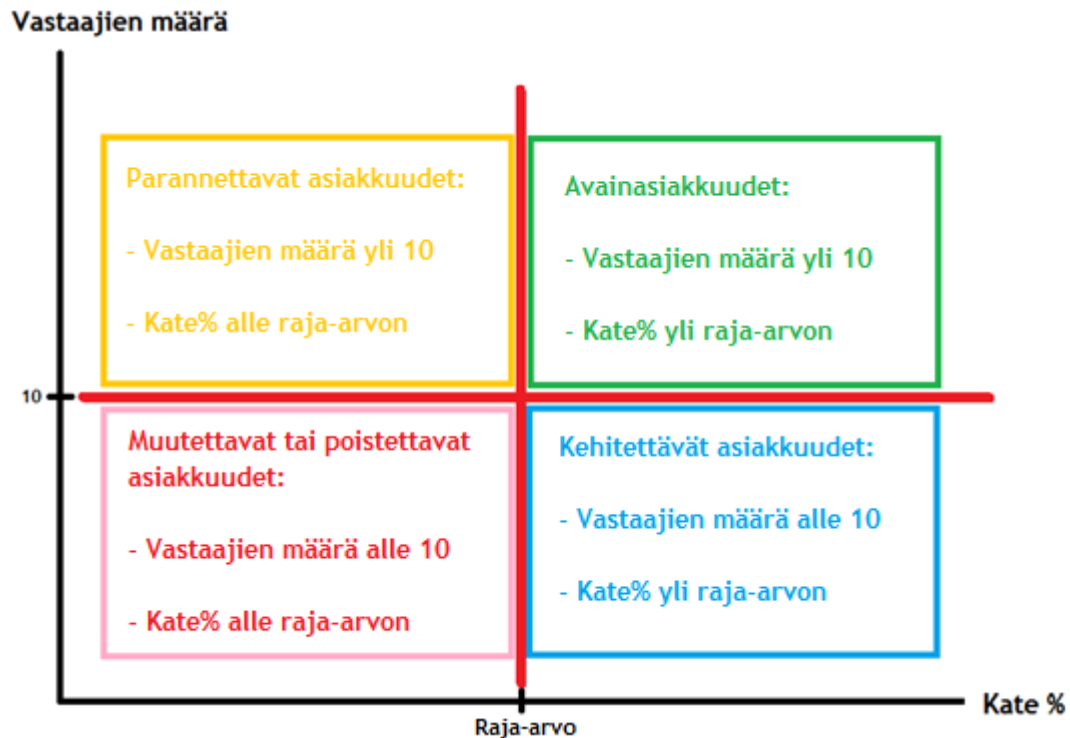 Vastaajien määrä
Parannettavat asiakkuudet:
- Vastaajien määrä yli 10
- Kate% alle raja-arvon
Avainasiakkuudet:
- Vastaajien määrä yli 10
- Kate% yli raja-arvon
10
Muutettavat tai poistettavat
asiakkuudet:
- Vastaajien määrä alle 10
- Kate% alle raja-arvon
Kehitettävät asiakkuudet:
- Vastaajien määrä alle 10
- Kate% yli raja-arvon
Kate %
Raja-arvo